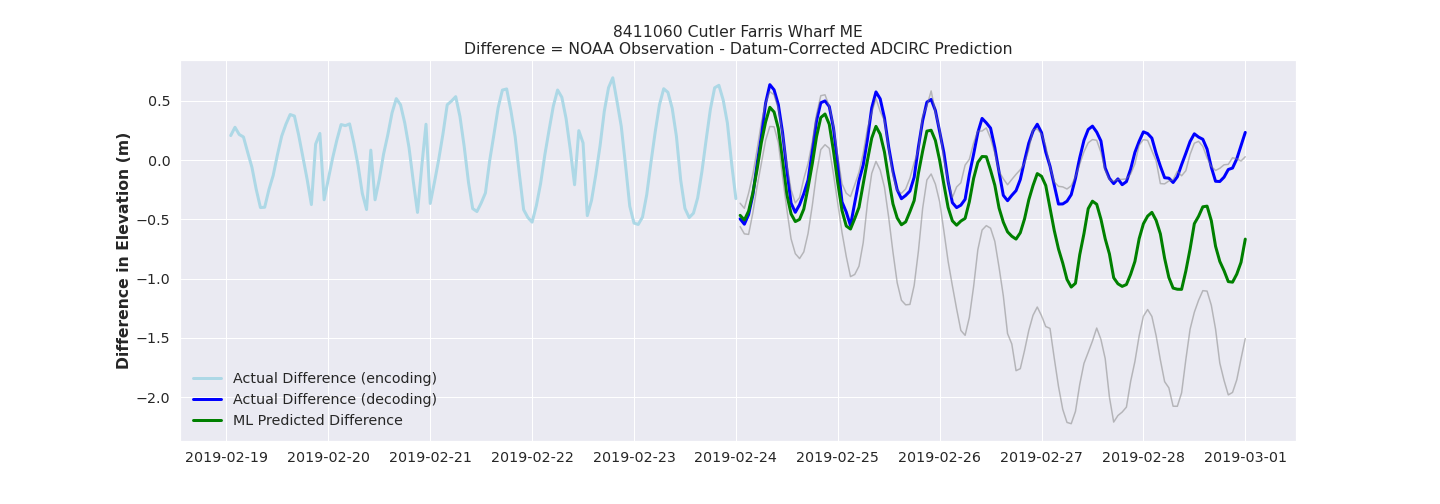 8411060 Cutler Farris Wharf ME
Difference = NOAA Observation - Datum-Corrected ADCIRC Prediction
Difference in Elevation (m)
0.5
0.0
−0.5
−1.0
−1.5
−2.0
Actual Difference (encoding)
Actual Difference (decoding)
ML Predicted Difference
2019-02-19 2019-02-20 2019-02-21 2019-02-22 2019-02-23 2019-02-24 2019-02-25 2019-02-26 2019-02-27 2019-02-28 2019-03-01